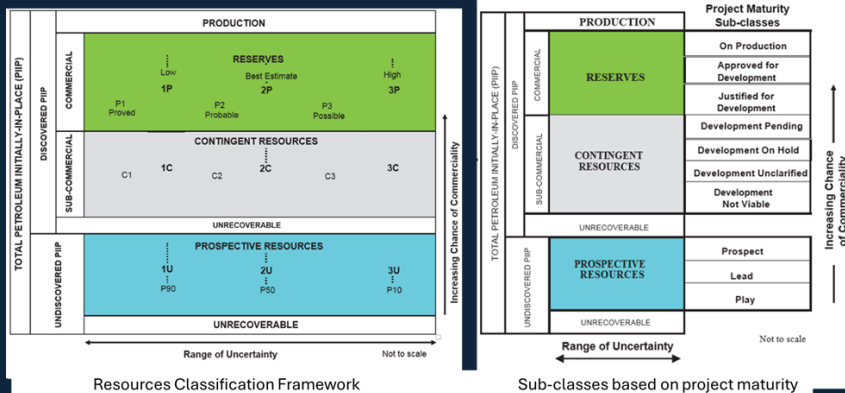 PRODUCTION
TOTAL PETROLEUM INITIALLY-IN-PLACE (PIIP)
DISCOVERED PIIP
COMMERCIAL
RESERVES
Low
Best Estimate
High
1P
2P
3P
P1
Proved
P2
Probable
P3
Possible
SUB-COMMERCIAL
CONTINGENT RESOURCES
1C
2C
3C
C1
C2
C3
UNRECOVERABLE
UNDISCOVERED PIIP
PROSPECTIVE RESOURCES
1U
2U
3U
P90
P50
P10
UNRECOVERABLE
Increasing Chance of Commerciality
Range of Uncertainty
Not to scale
Resources Classification Framework
Project Maturity
Sub-classes
PRODUCTION
TOTAL PETROLEUM INITIALLY-IN-PLACE (PIIP)
DISCOVERED PIIP
COMMERCIAL
RESERVES
On Production
Approved for
Development
Justified for
Development
SUB-COMMERCIAL
CONTINGENT
RESOURCES
Development Pending
Development On Hold
Development Unclarified
Development
Not Viable
UNRECOVERABLE
UNDISCOVERED PIIP
PROSPECTIVE
RESOURCES
Prospect
Lead
Play
UNRECOVERABLE
Increasing Chance
of Commerciality
Range of Uncertainty
Not to scale
Sub-classes based on project maturity